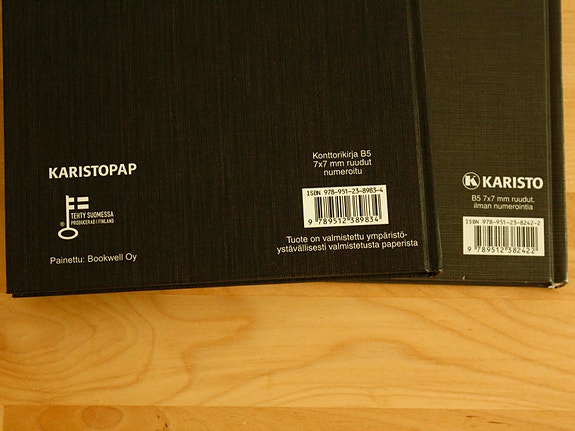 KARISTOPAP
® TEHTY SUOMESSA
PRODUCERAD I FINLAND
Painettu: Bookwell Oy
Konttorikirja B5
7x7 mm ruudut
numeroitu
ISBN 978-951-23-8983-4
9 789512 389834
Tuote on valmistettu ympäristö-
ystävällisesti valmistetusta paperista
KARISTO
B5 7x7 mm ruudut,
ilman numerointia
ISBN 978-951-23-8242-2
9 789512 382422